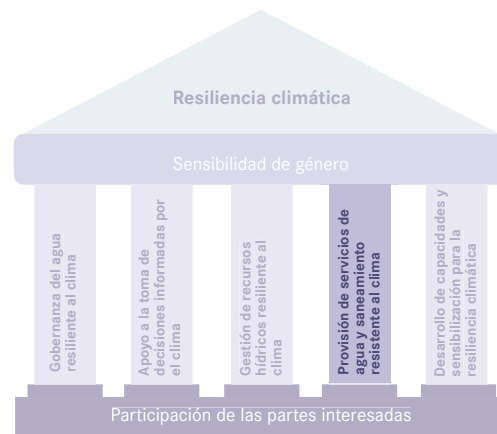 Resiliencia climática
Sensibilidad de género
Gobernanza del agua
resiliente al clima
Apoyo a la toma de
decisiones informadas por
el clima
Gestión de recursos
hídricos resiliente al
clima
Provisión de servicios de
agua y saneamiento
resistente al clima
Desarrollo de capacidades y
sensibilización para la
resiliencia climática
Participación de las partes interesadas